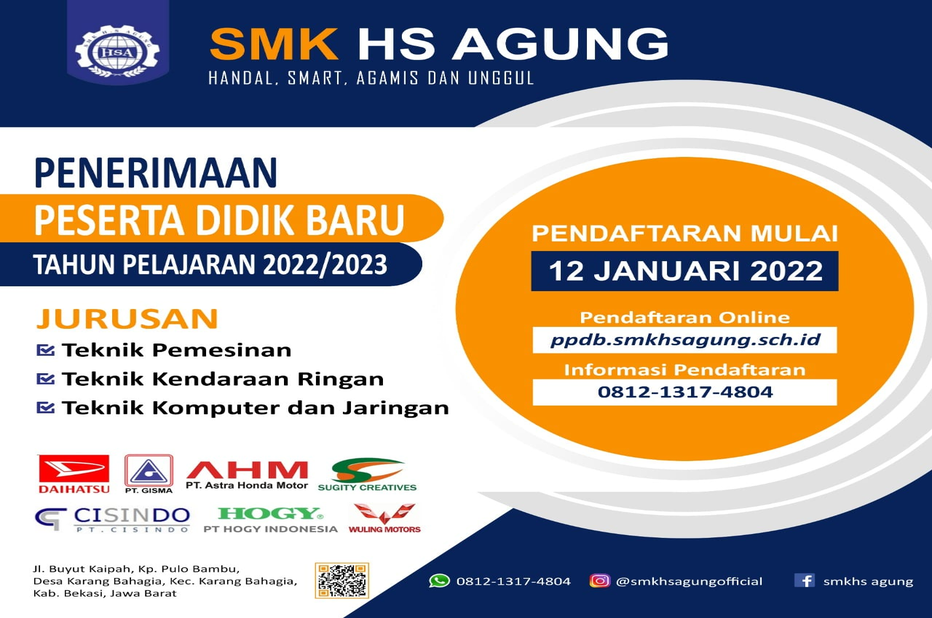 HSA
SMK HS AGUNG
HANDAL, SMART, AGAMIS DAN UNGGUL
PENERIMAAN
PESERTA DIDIK BARU
TAHUN PELAJARAN 2022/2023
JURUSAN
Teknik Pemesinan
Teknik Kendaraan Ringan
Teknik Komputer dan Jaringan
PENDAFTARAN MULAI
12 JANUARI 2022
Pendaftaran Online
ppdb.smkhsagung.sch.id
Informasi Pendaftaran
0812-1317-4804
DAIHATSU
PT. GISMA
AHM
PT. Astra Honda Motor
SUGITY CREATIVES
CISINDO
PT.CISINDO
HOGY®
PT HOGY INDONESIA
WULING MOTORS
Jl. Buyut Kaipah, Kp. Pulo Bambu,
Desa Karang Bahagia, Kec. Karang Bahagia,
Kab. Bekasi, Jawa Barat
0812-1317-4804
@smkhsagungofficial
smkhs agung